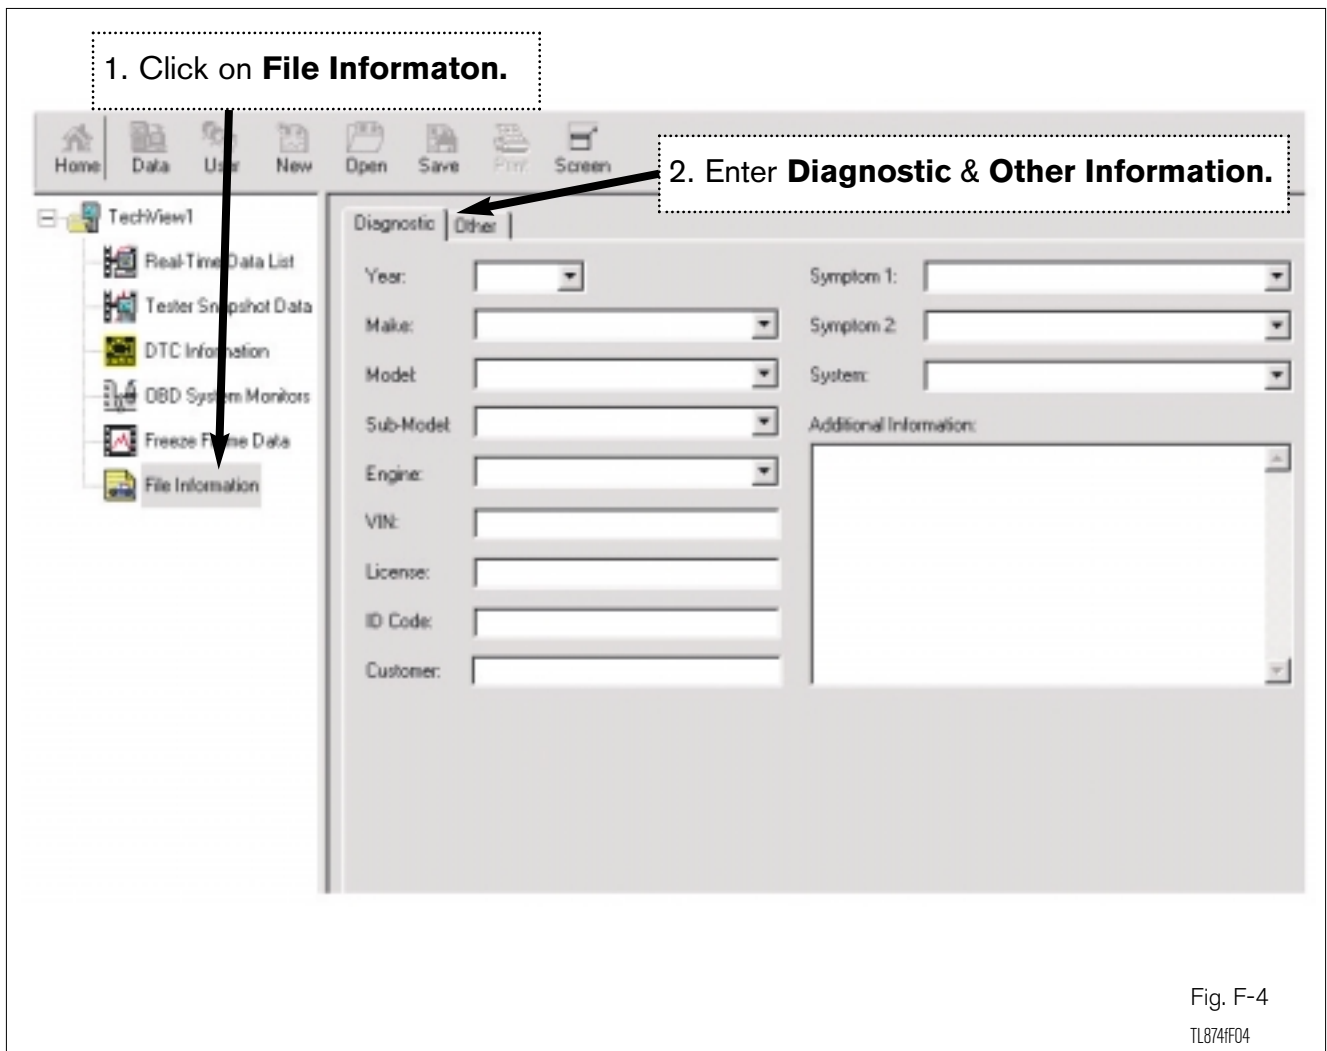 1. Click on File Informaton.
Home Data User New Open Save Print Screen
2. Enter Diagnostic & Other Information.
TechView1
Real-Time Data List
Tester Snapshot Data
DTC Information
OBD System Monitors
Freeze Frame Data
File Information
Diagnostic Other
Year:
Make:
Model:
Sub-Model:
Engine:
VIN:
License:
ID Code:
Customer:
Symptom 1:
Symptom 2:
System:
Additional Information:
Fig. F-4
TL874fF04